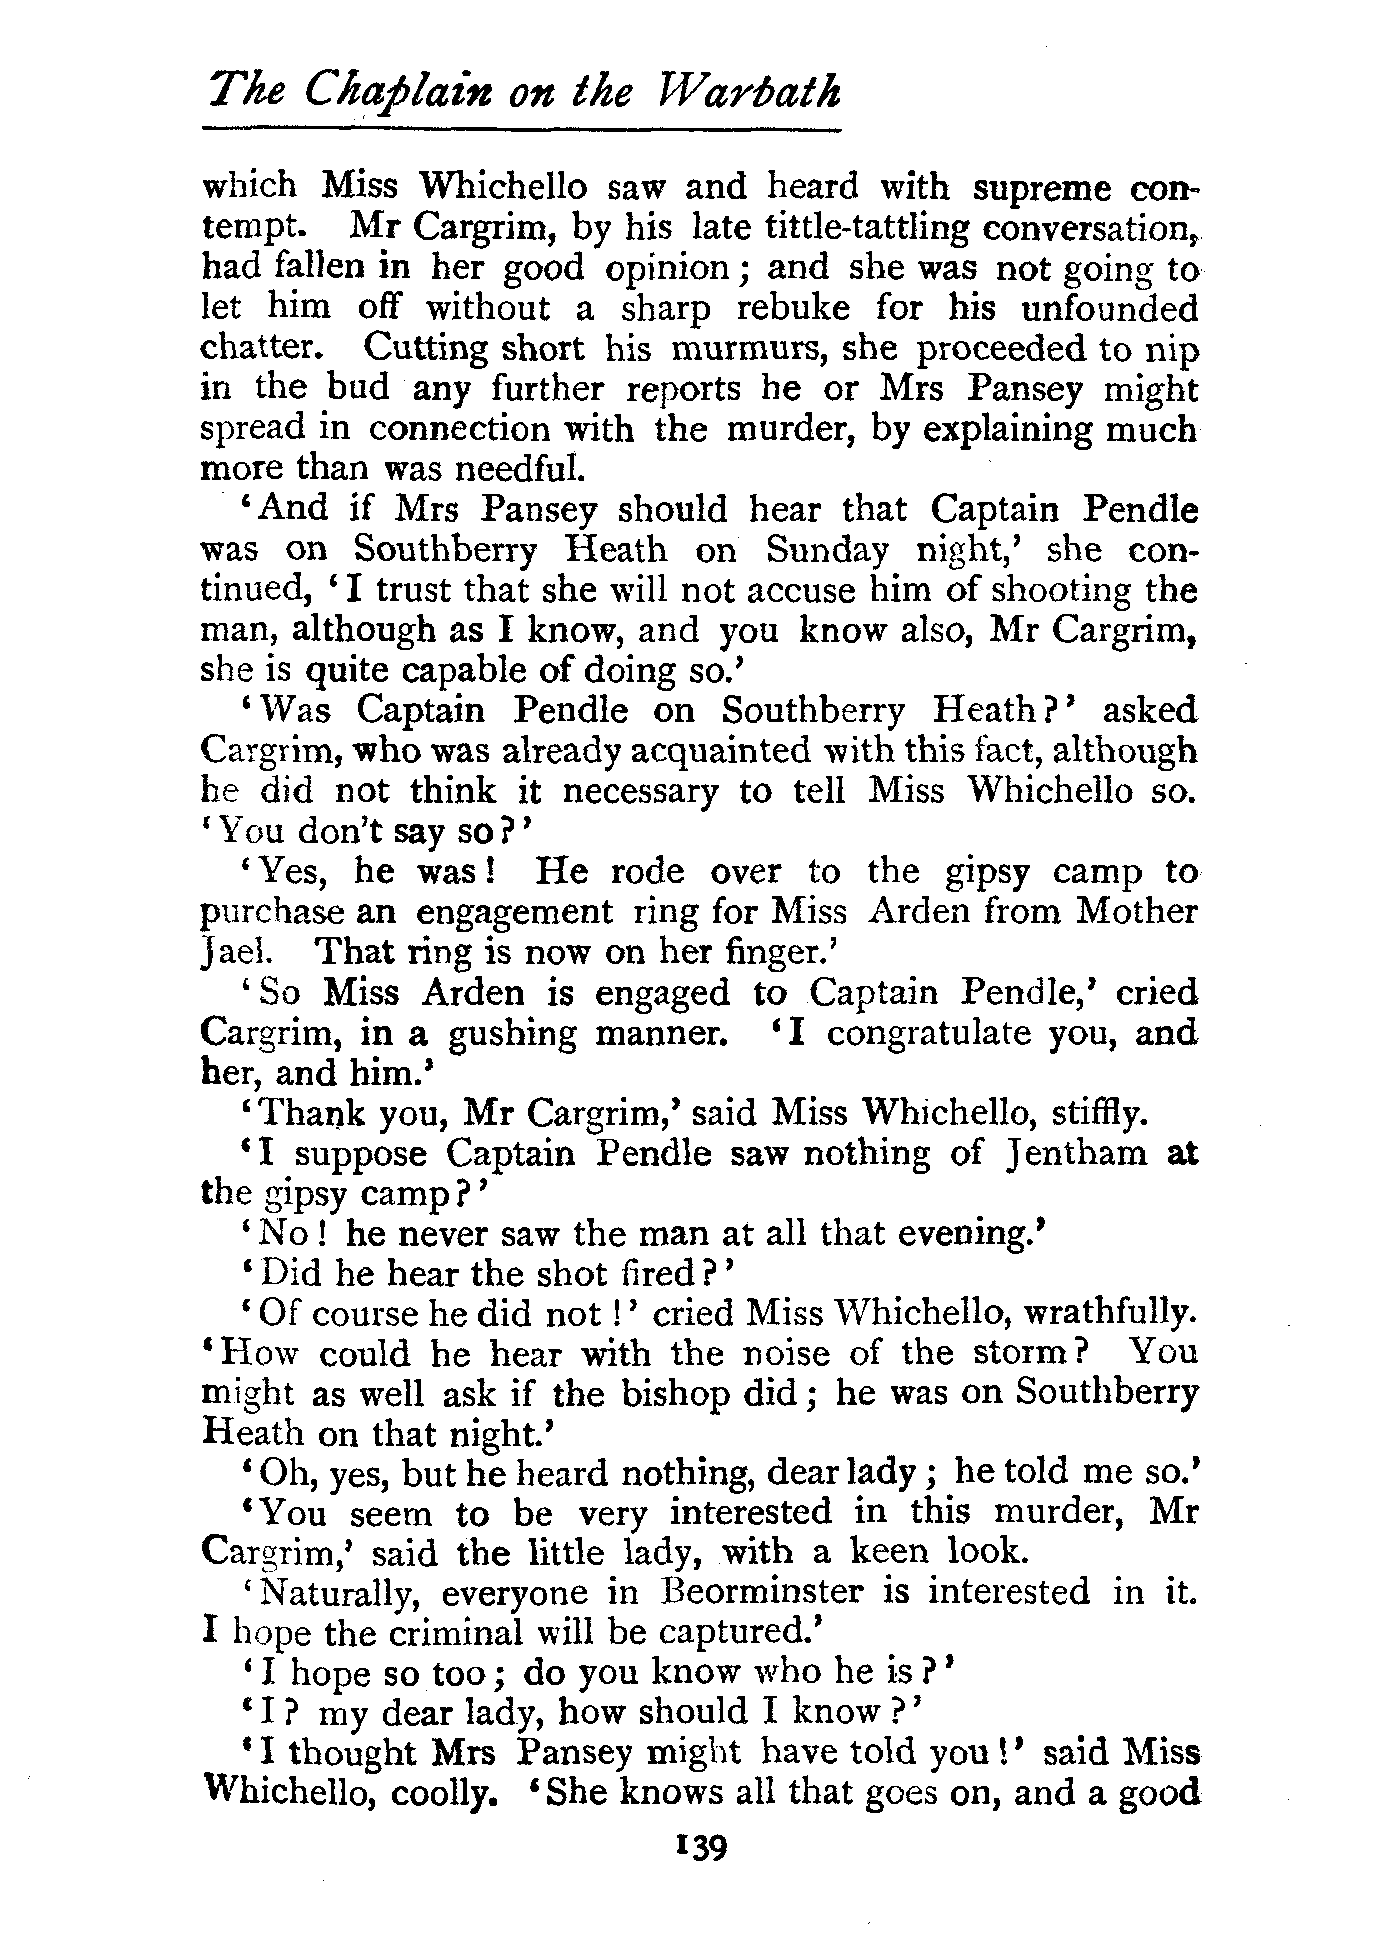 The Chaplain on the Warpath
which Miss Whichello saw and heard with supreme con-
tempt. Mr Cargrim, by his late tittle-tattling conversation,
had fallen in her good opinion; and she was not going to
let him off without a sharp rebuke for his unfounded
chatter. Cutting short his murmurs, she proceeded to nip
in the bud any further reports he or Mrs Pansey might
spread in connection with the murder, by explaining much
more than was needful.
'And if Mrs Pansey should hear that Captain Pendle
was on Southberry Heath on Sunday night,' she con-
tinued, 'I trust that she will not accuse him of shooting the
man, although as I know, and you know also, Mr Cargrim,
she is quite capable of doing so.'
'Was Captain Pendle on Southberry Heath?' asked
Cargrim, who was already acquainted with this fact, although
he did not think it necessary to tell Miss Whichello so.
'You don't say so?'
'Yes, he was! He rode over to the gipsy camp to
purchase an engagement ring for Miss Arden from Mother
Jael. That ring is now on her finger.'
'So Miss Arden is engaged to Captain Pendle,' cried
Cargrim, in a gushing manner. 'I congratulate you, and
her, and him.'
'Thank you, Mr Cargrim,' said Miss Whichello, stiffly.
'I suppose Captain Pendle saw nothing of Jentham at
the gipsy camp?'
'No! he never saw the man at all that evening.'
'Did he hear the shot fired?'
'Of course he did not!' cried Miss Whichello, wrathfully.
'How could he hear with the noise of the storm? You
might as well ask if the bishop did; he was on Southberry
Heath on that night.'
'Oh, yes, but he heard nothing, dear lady; he told me so.'
'You seem to be very interested in this murder, Mr
Cargrim,' said the little lady, with a keen look.
'Naturally, everyone in Beorminster is interested in it.
I hope the criminal will be captured.'
'I hope so too; do you know who he is?'
'I? my dear lady, how should I know?'
'I thought Mrs Pansey might have told you!' said Miss
Whichello, coolly. 'She knows all that goes on, and a good
139